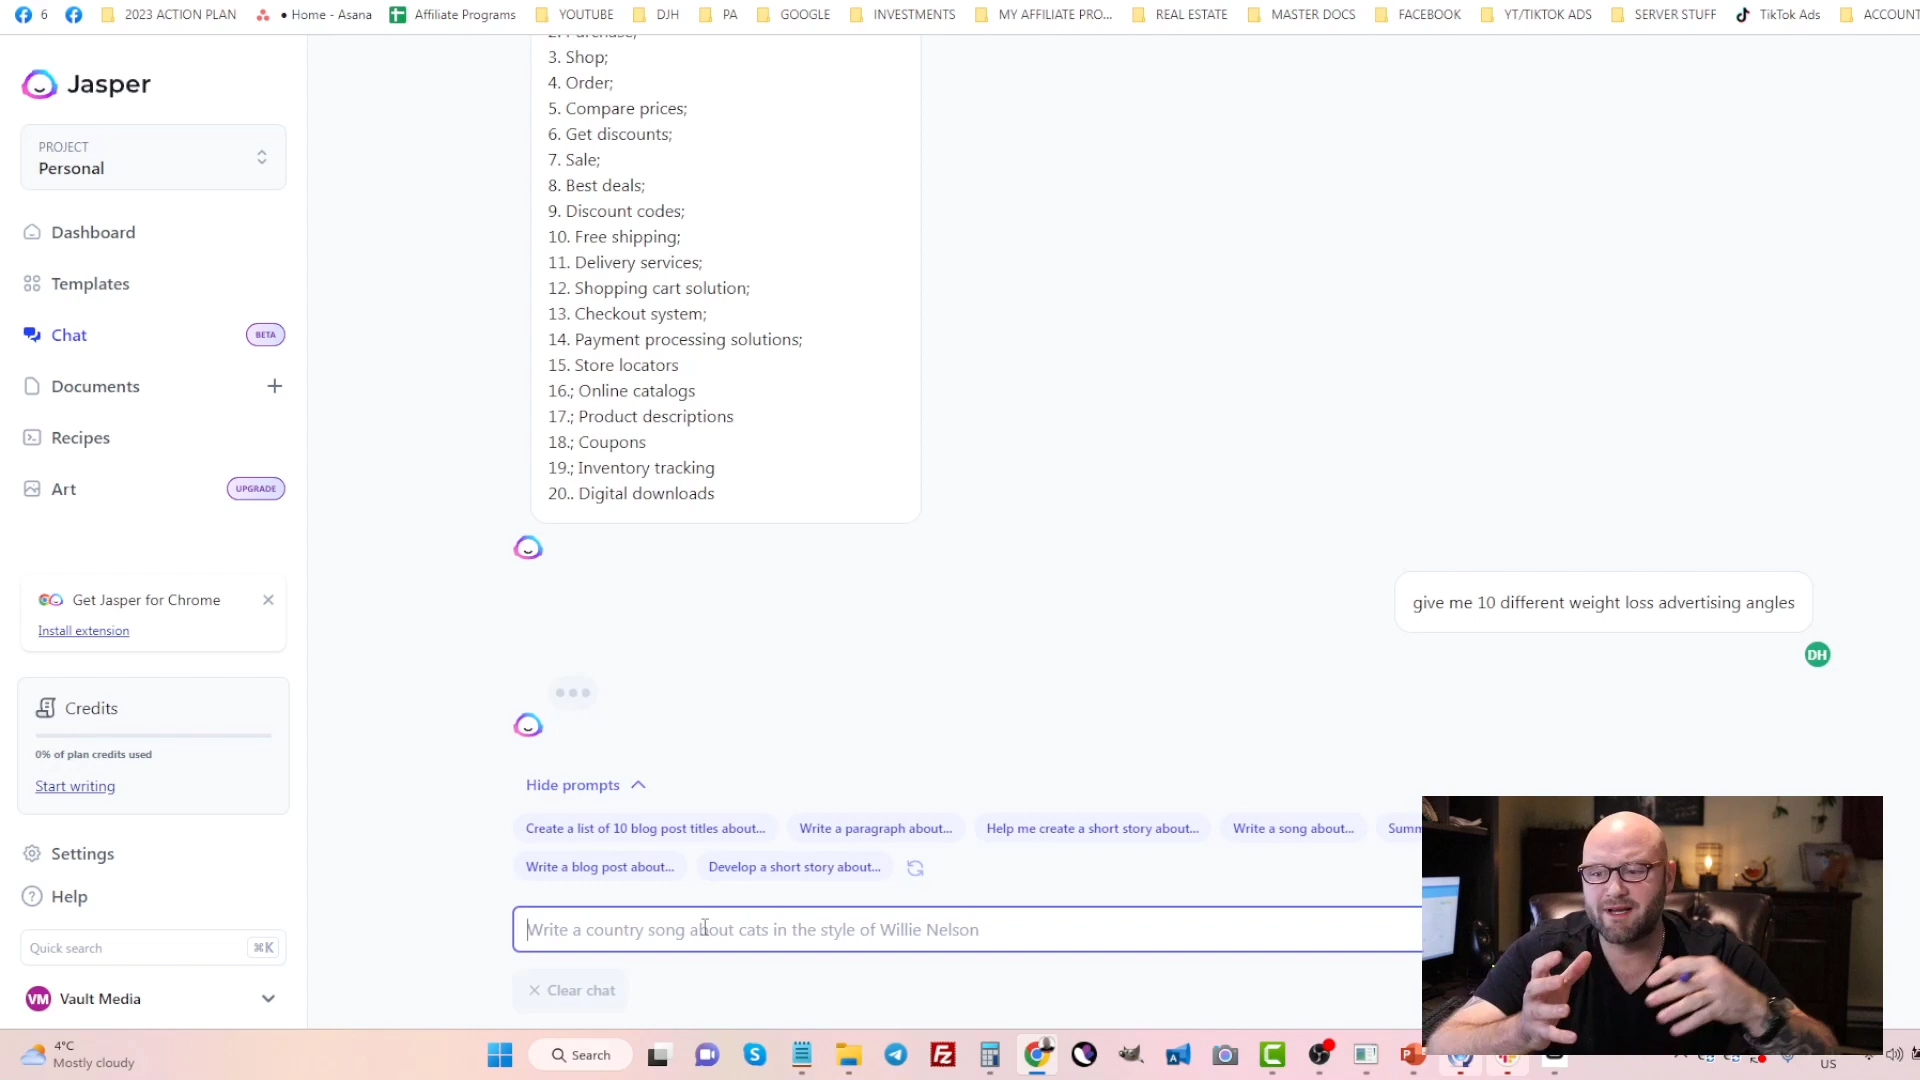 6
2023 ACTION PLAN
• Home - Asana
Affiliate Programs
YOUTUBE
DJH
PA
GOOGLE
INVESTMENTS
MY AFFILIATE PRO...
REAL ESTATE
MASTER DOCS
FACEBOOK
YT/TIKTOK ADS
SERVER STUFF
TikTok Ads
ACCOUNT
Jasper
PROJECT
Personal
Dashboard
Templates
Chat
BETA
Documents
Recipes
Art
UPGRADE
Get Jasper for Chrome
Install extension
Credits
0% of plan credits used
Start writing
Settings
Help
Quick search
⌘K
VM
Vault Media
2. Purchase;
3. Shop;
4. Order;
5. Compare prices;
6. Get discounts;
7. Sale;
8. Best deals;
9. Discount codes;
10. Free shipping;
11. Delivery services;
12. Shopping cart solution;
13. Checkout system;
14. Payment processing solutions;
15. Store locators
16.; Online catalogs
17.; Product descriptions
18.; Coupons
19.; Inventory tracking
20.. Digital downloads
give me 10 different weight loss advertising angles
DH
Hide prompts
Create a list of 10 blog post titles about...
Write a paragraph about...
Help me create a short story about...
Write a song about...
Summ
Write a blog post about...
Develop a short story about...
Write a country song about cats in the style of Willie Nelson
Clear chat
4°C
Mostly cloudy
Search
US